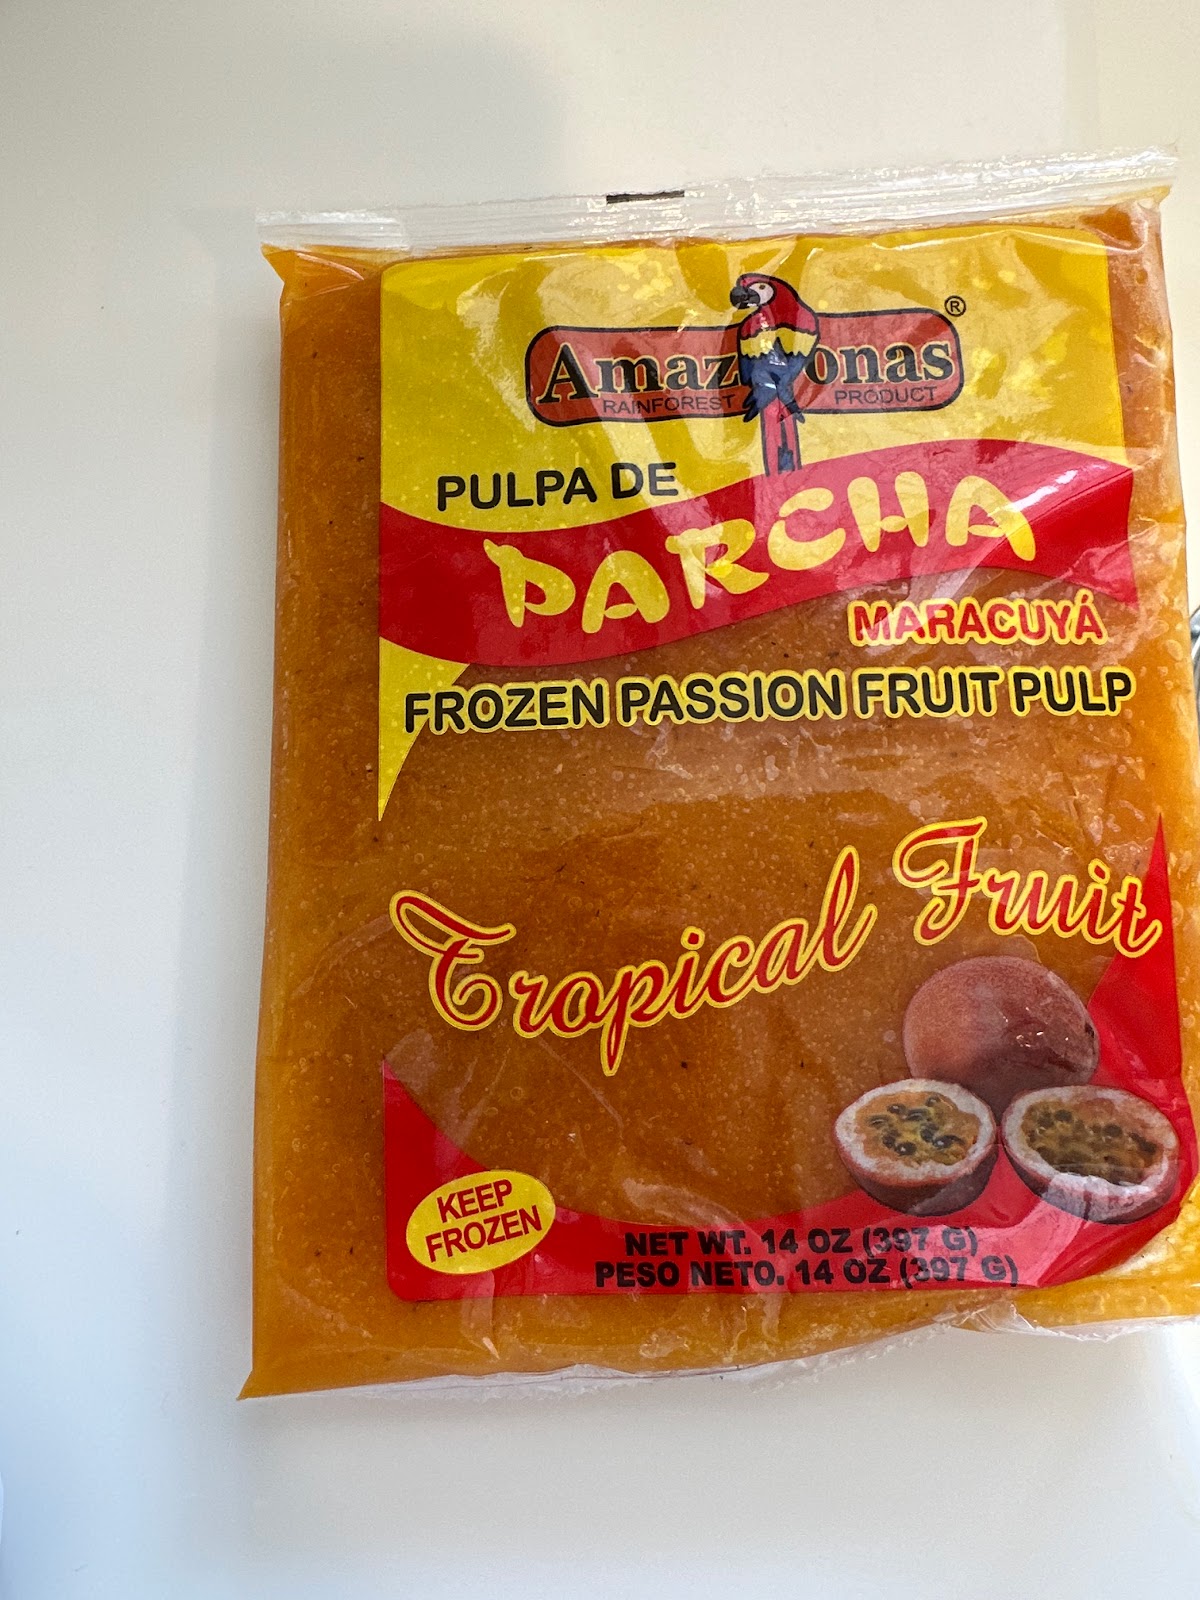 Amazonas®
RAINFOREST PRODUCT
PULPA DE
PARCHA
MARACUYÁ
FROZEN PASSION FRUIT PULP
Tropical Fruit
KEEP
FROZEN
NET WT. 14 OZ (397 G)
PESO NETO. 14 OZ (397 G)